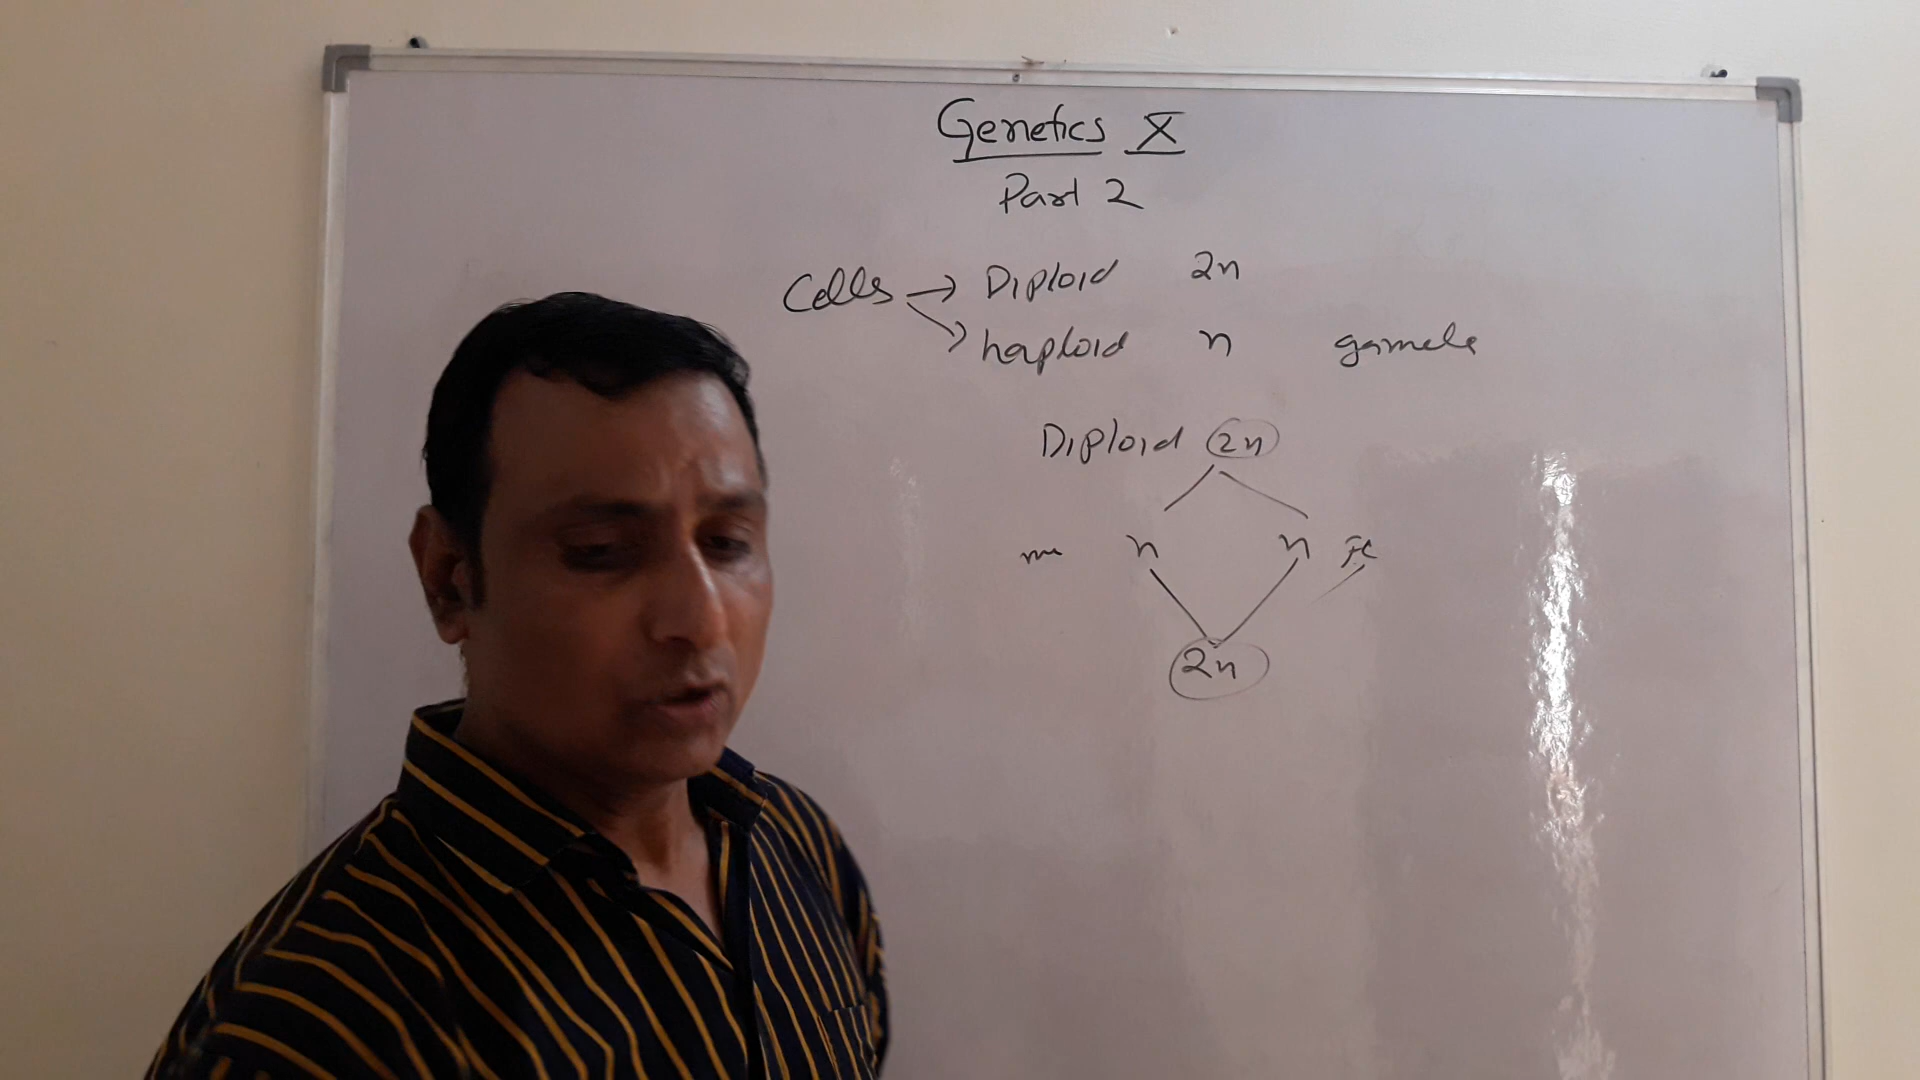 Genetics X
Part 2
Cells → Diploid 2n
haploid n gamete
Diploid 2n
n n
2n